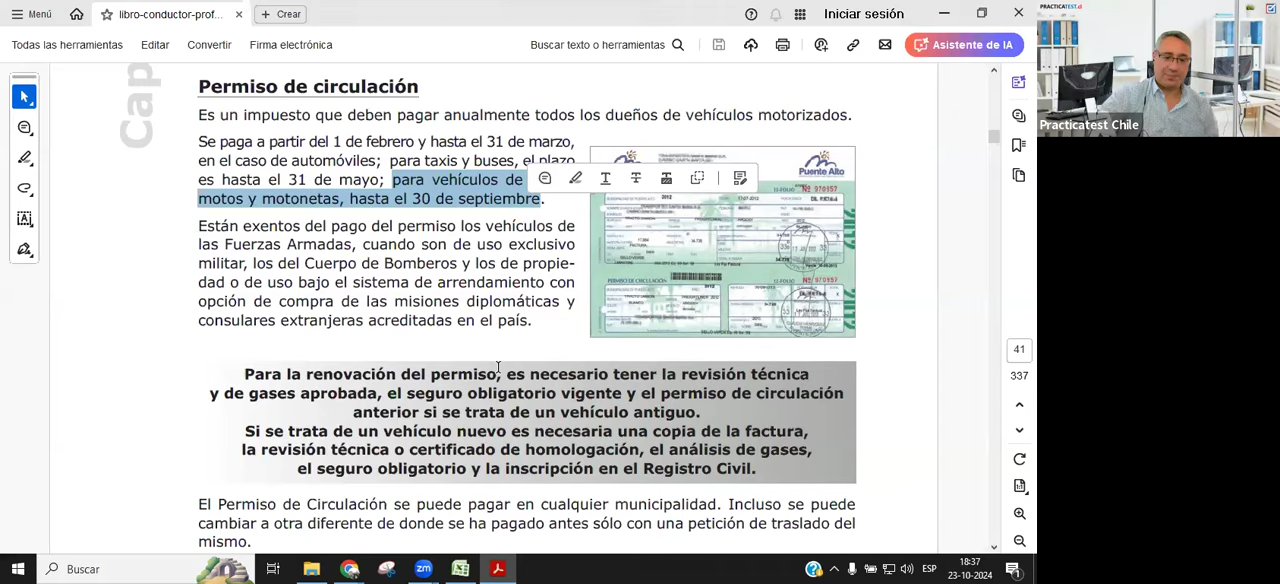 Menú
libro-conductor-prof...
Crear
Iniciar sesión
Todas las herramientas
Editar
Convertir
Firma electrónica
Buscar texto o herramientas
Asistente de IA
PRACTICATEST.cl
Practicatest Chile
Cap
Permiso de circulación
Es un impuesto que deben pagar anualmente todos los dueños de vehículos motorizados.
Se paga a partir del 1 de febrero y hasta el 31 de marzo,
en el caso de automóviles; para taxis y buses, el plazo
es hasta el 31 de mayo; para vehículos de
motos y motonetas, hasta el 30 de septiembre.
Están exentos del pago del permiso los vehículos de
las Fuerzas Armadas, cuando son de uso exclusivo
militar, los del Cuerpo de Bomberos y los de propie-
dad o de uso bajo el sistema de arrendamiento con
opción de compra de las misiones diplomáticas y
consulares extranjeras acreditadas en el país.
Puente Alto
Nº 970357
Nº 970357
Para la renovación del permiso, es necesario tener la revisión técnica
y de gases aprobada, el seguro obligatorio vigente y el permiso de circulación
anterior si se trata de un vehículo antiguo.
Si se trata de un vehículo nuevo es necesaria una copia de la factura,
la revisión técnica o certificado de homologación, el análisis de gases,
el seguro obligatorio y la inscripción en el Registro Civil.
El Permiso de Circulación se puede pagar en cualquier municipalidad. Incluso se puede
cambiar a otra diferente de donde se ha pagado antes sólo con una petición de traslado del
mismo.
41
337
Buscar
zm
ESP
18:37
23-10-2024